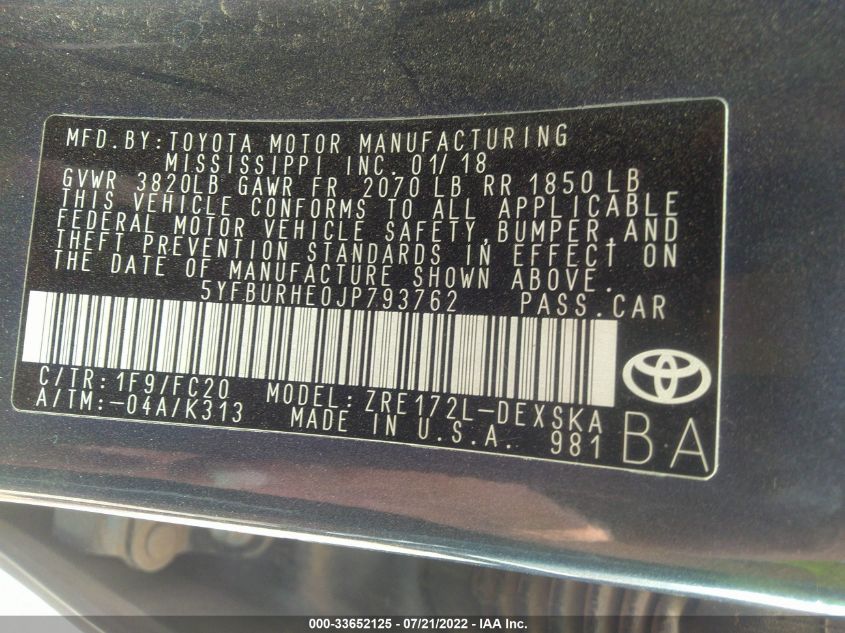 MFD.BY:TOYOTA MOTOR MANUFACTURING
MISSISSIPPI INC. 01/18
GVWR 3820LB GAWR FR 2070 LB RR 1850 LB
THIS VEHICLE CONFORMS TO ALL APPLICABLE
FEDERAL MOTOR VEHICLE SAFETY, BUMPER, AND
THEFT PREVENTION STANDARDS IN EFFECT ON
THE DATE OF MANUFACTURE SHOWN ABOVE.
5YFBURHE0JP793762 PASS.CAR
C/TR: 1F9/FC20 MODEL: ZRE172L-DEXSKA
A/TM:-04A/K313 MADE IN U.S.A. 981
BA
000-33652125 - 07/21/2022 - IAA Inc.